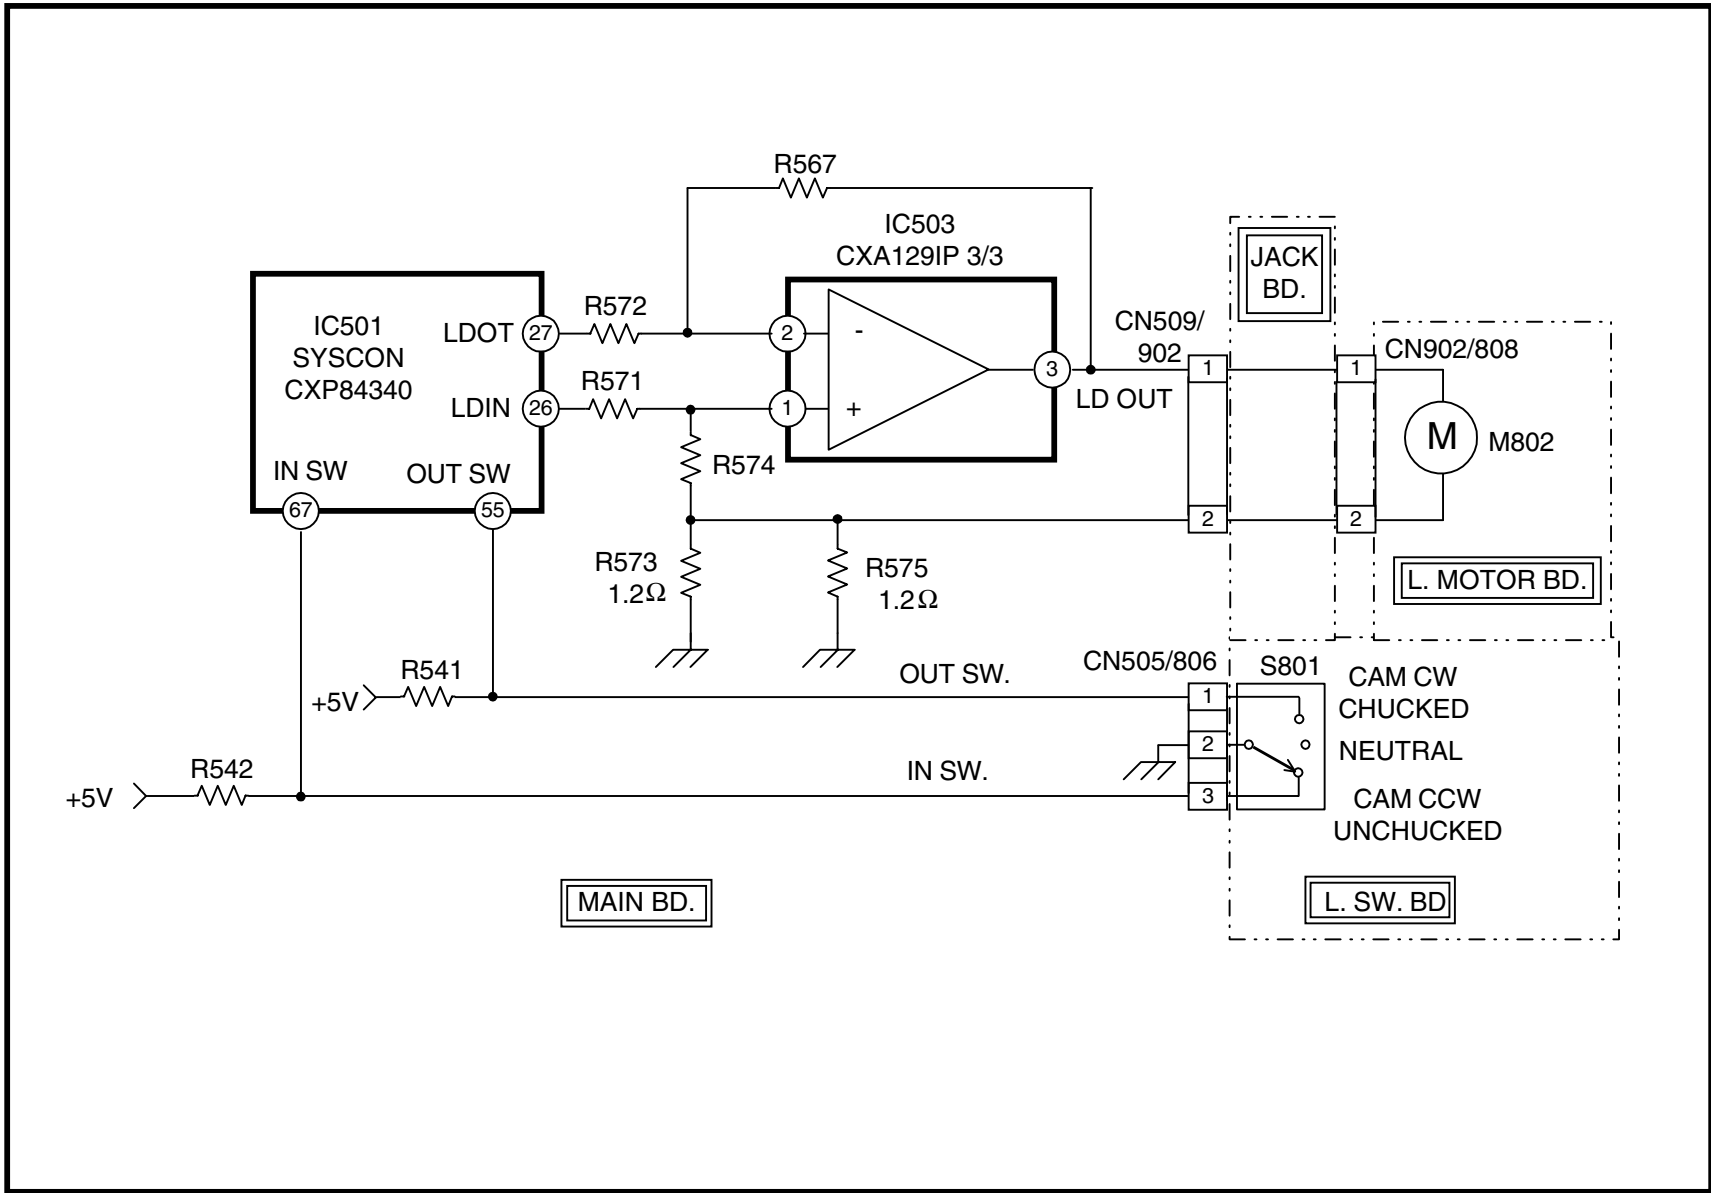 R567
IC503
CXA129IP 3/3
JACK
BD.
IC501
SYSCON
CXP84340
LDOT
27
R572
2
-
CN509/
902
1
1
CN902/808
LDIN
26
R571
1
+
3
LD OUT
M
M802
R574
IN SW
OUT SW
67
55
2
2
R573
1.2Ω
R575
1.2Ω
L. MOTOR BD.
R541
+5V
OUT SW.
CN505/806
S801
CAM CW
CHUCKED
1
2
NEUTRAL
R542
+5V
IN SW.
3
CAM CCW
UNCHUCKED
MAIN BD.
L. SW. BD